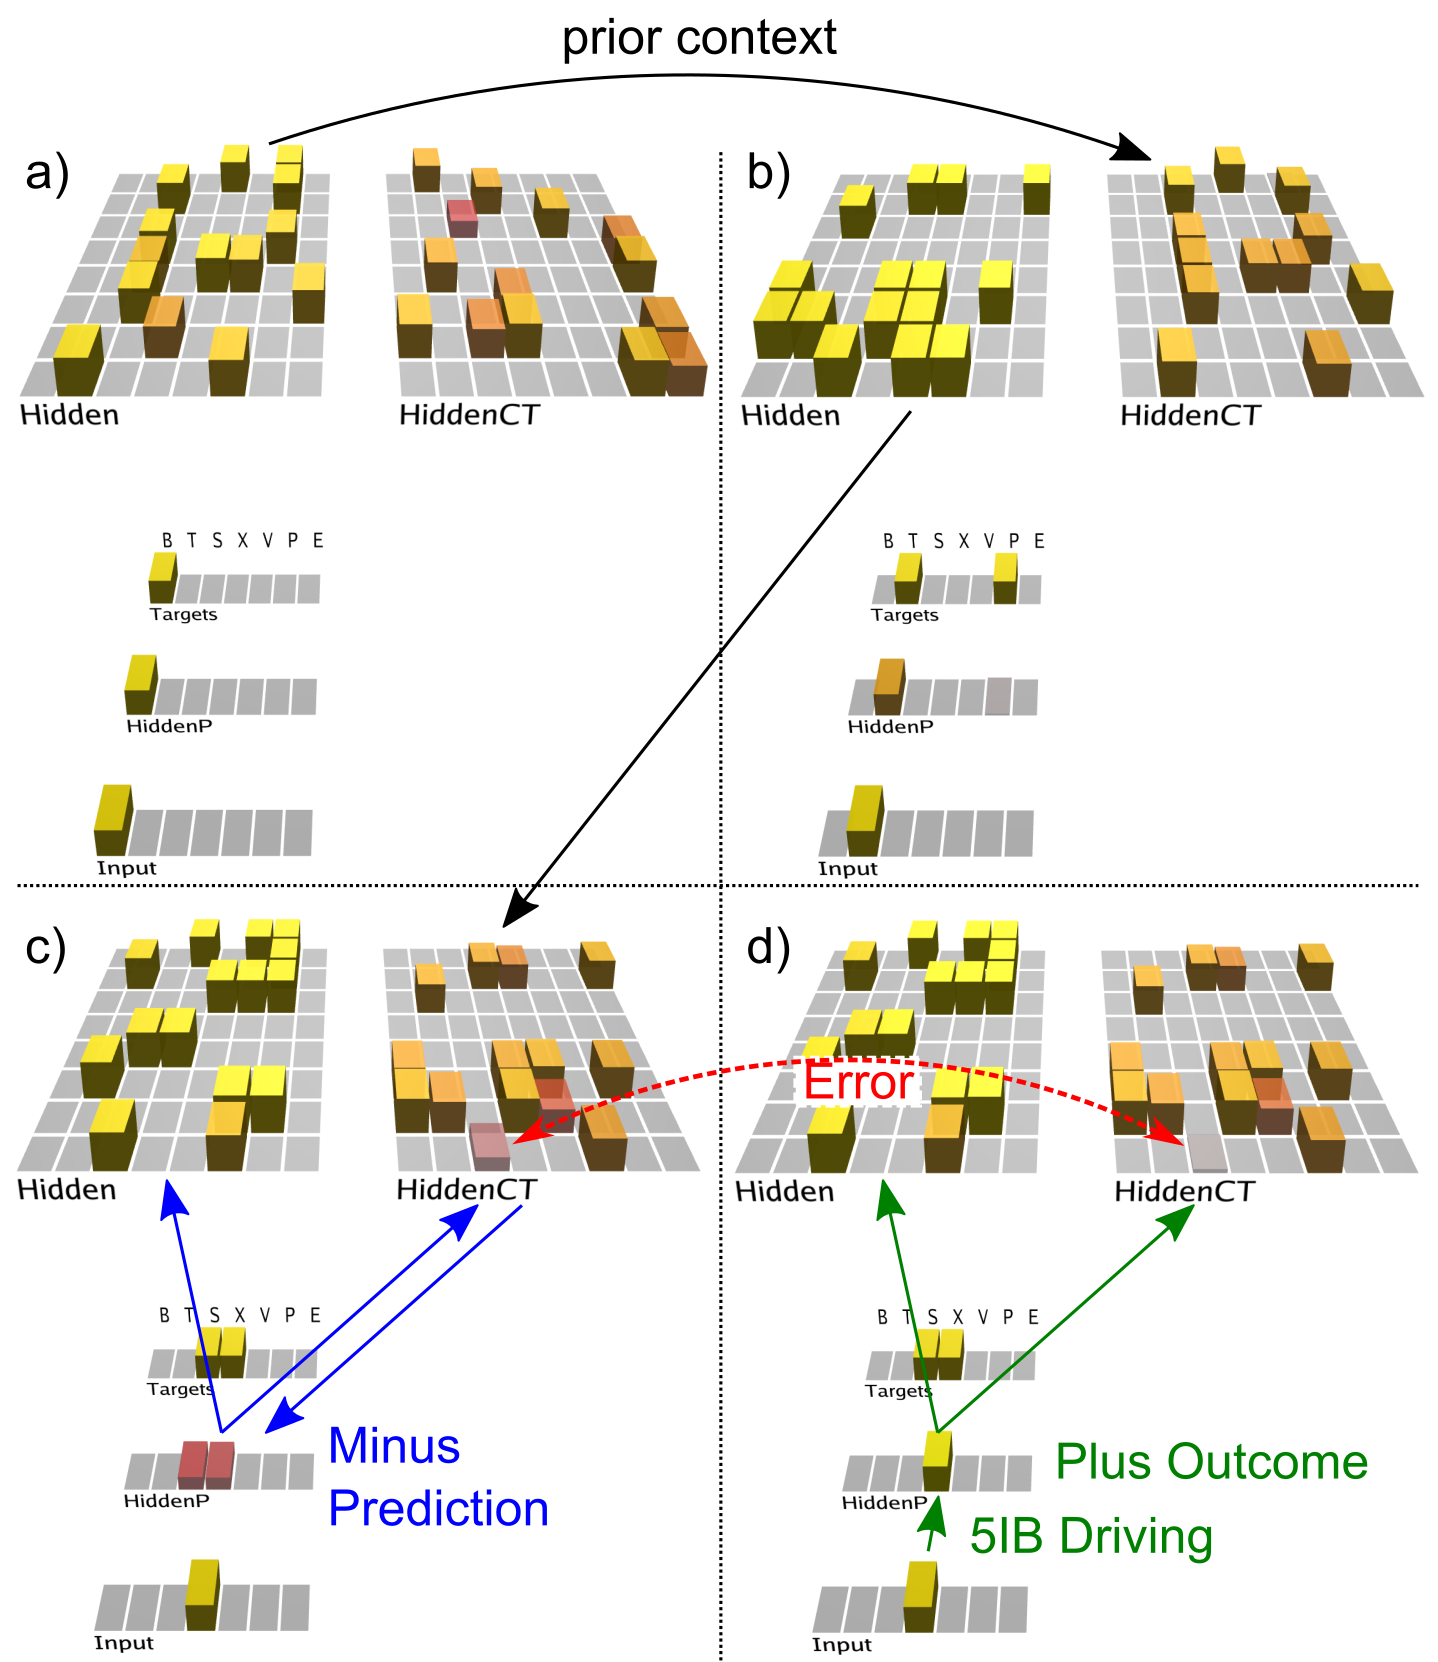 prior context
a)
Hidden
HiddenCT
B T S X V P E
Targets
HiddenP
Input
b)
Hidden
HiddenCT
B T S X V P E
Targets
HiddenP
Input
c)
Hidden
HiddenCT
B T S X V P E
Targets
HiddenP
Minus
Prediction
Input
Error
d)
Hidden
HiddenCT
B T S X V P E
Targets
HiddenP
Plus Outcome
5IB Driving
Input